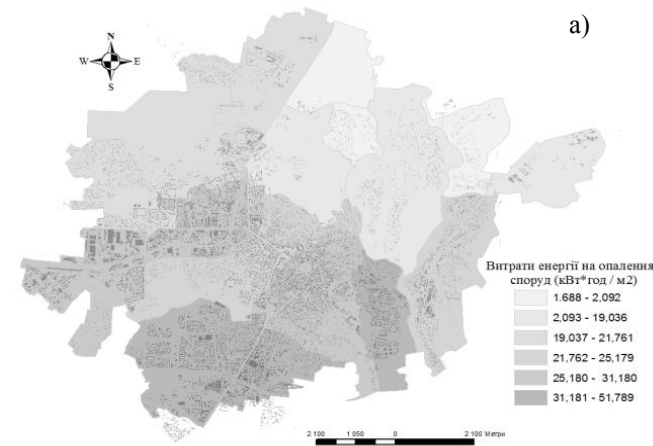 а)
N
W E
S
Витрати енергії на опалення
споруд (кВт*год / м2)
1.688 - 2,092
2,093 - 19,036
19,037 - 21,761
21,762 - 25,179
25,180 - 31,180
31,181 - 51,789
2 100 1 050 0 2 100 Метри